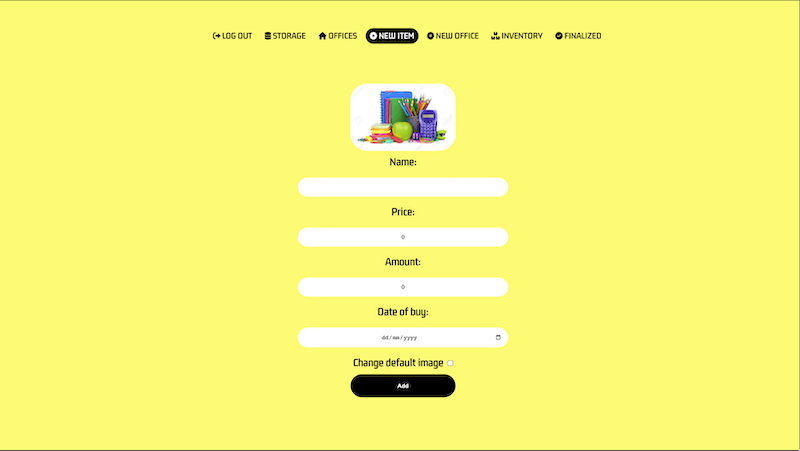 LOG OUT STORAGE OFFICES NEW ITEM NEW OFFICE INVENTORY FINALIZED
Name:
Price:
0
Amount:
0
Date of buy:
dd/mm/yyyy
Change default image
Add